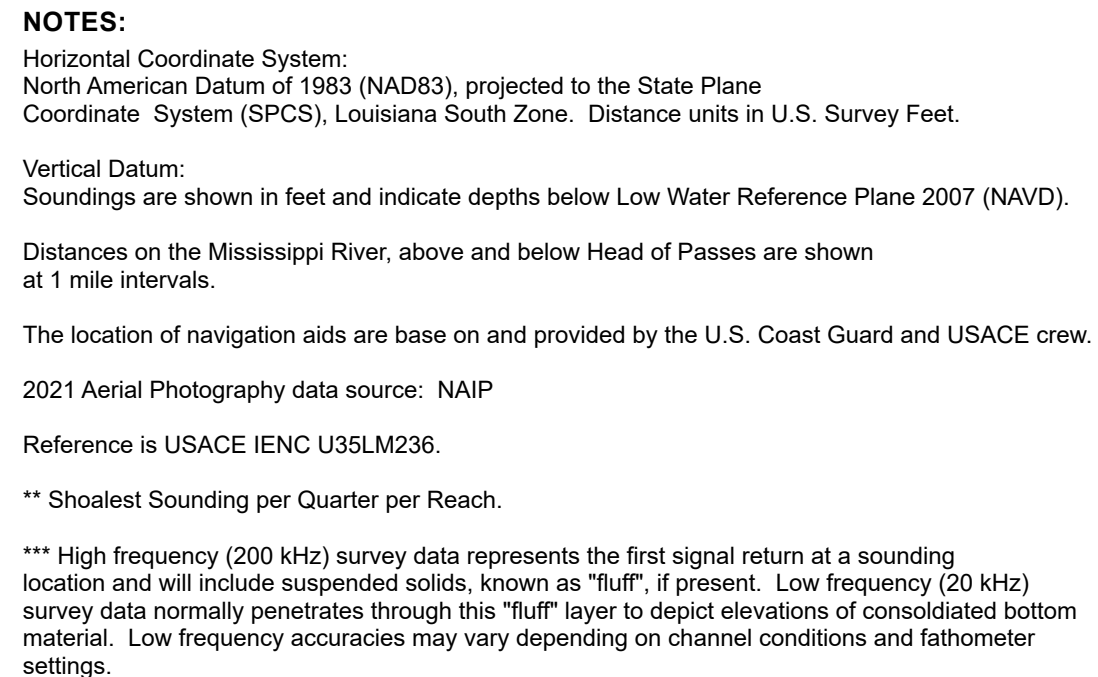 NOTES:
Horizontal Coordinate System:
North American Datum of 1983 (NAD83), projected to the State Plane
Coordinate  System (SPCS), Louisiana South Zone.  Distance units in U.S. Survey Feet.
Vertical Datum:
Soundings are shown in feet and indicate depths below Low Water Reference Plane 2007 (NAVD).
Distances on the Mississippi River, above and below Head of Passes are shown
at 1 mile intervals.
The location of navigation aids are base on and provided by the U.S. Coast Guard and USACE crew.
2021 Aerial Photography data source:  NAIP
Reference is USACE IENC U35LM236.
** Shoalest Sounding per Quarter per Reach.
*** High frequency (200 kHz) survey data represents the first signal return at a sounding
location and will include suspended solids, known as "fluff", if present.  Low frequency (20 kHz)
survey data normally penetrates through this "fluff" layer to depict elevations of consoldiated bottom
material.  Low frequency accuracies may vary depending on channel conditions and fathometer
settings.